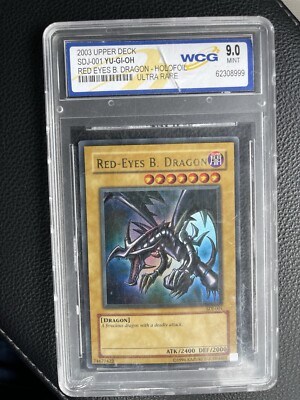 2003 UPPER DECK
SDJ-001 YU-GI-OH
RED EYES B. DRAGON - HOLOFOIL
ULTRA RARE
WCG
9.0
MINT
62308999
RED-EYES B. DRAGON
[DRAGON]
A ferocious dragon with a deadly attack.
ATK/2400 DEF/2000